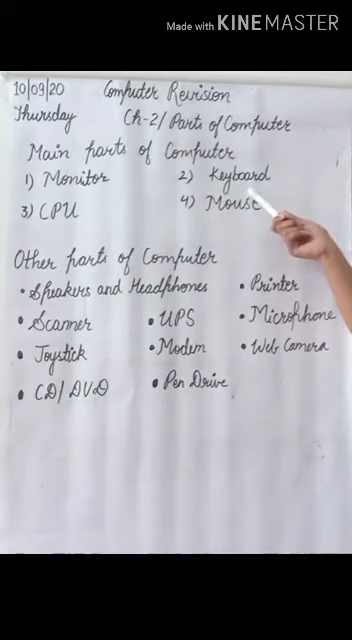 Made with KINEMASTER
10/09/20 Computer Revision
Thursday Ch-2/ Parts of Computer
Main parts of Computer
1) Monitor 2) Keyboard
3) CPU 4) Mouse
Other parts of Computer
• Speakers and Headphones • Printer
• Scanner • UPS • Microphone
• Joystick • Modem • Web Camera
• CD/ DVD • Pen Drive